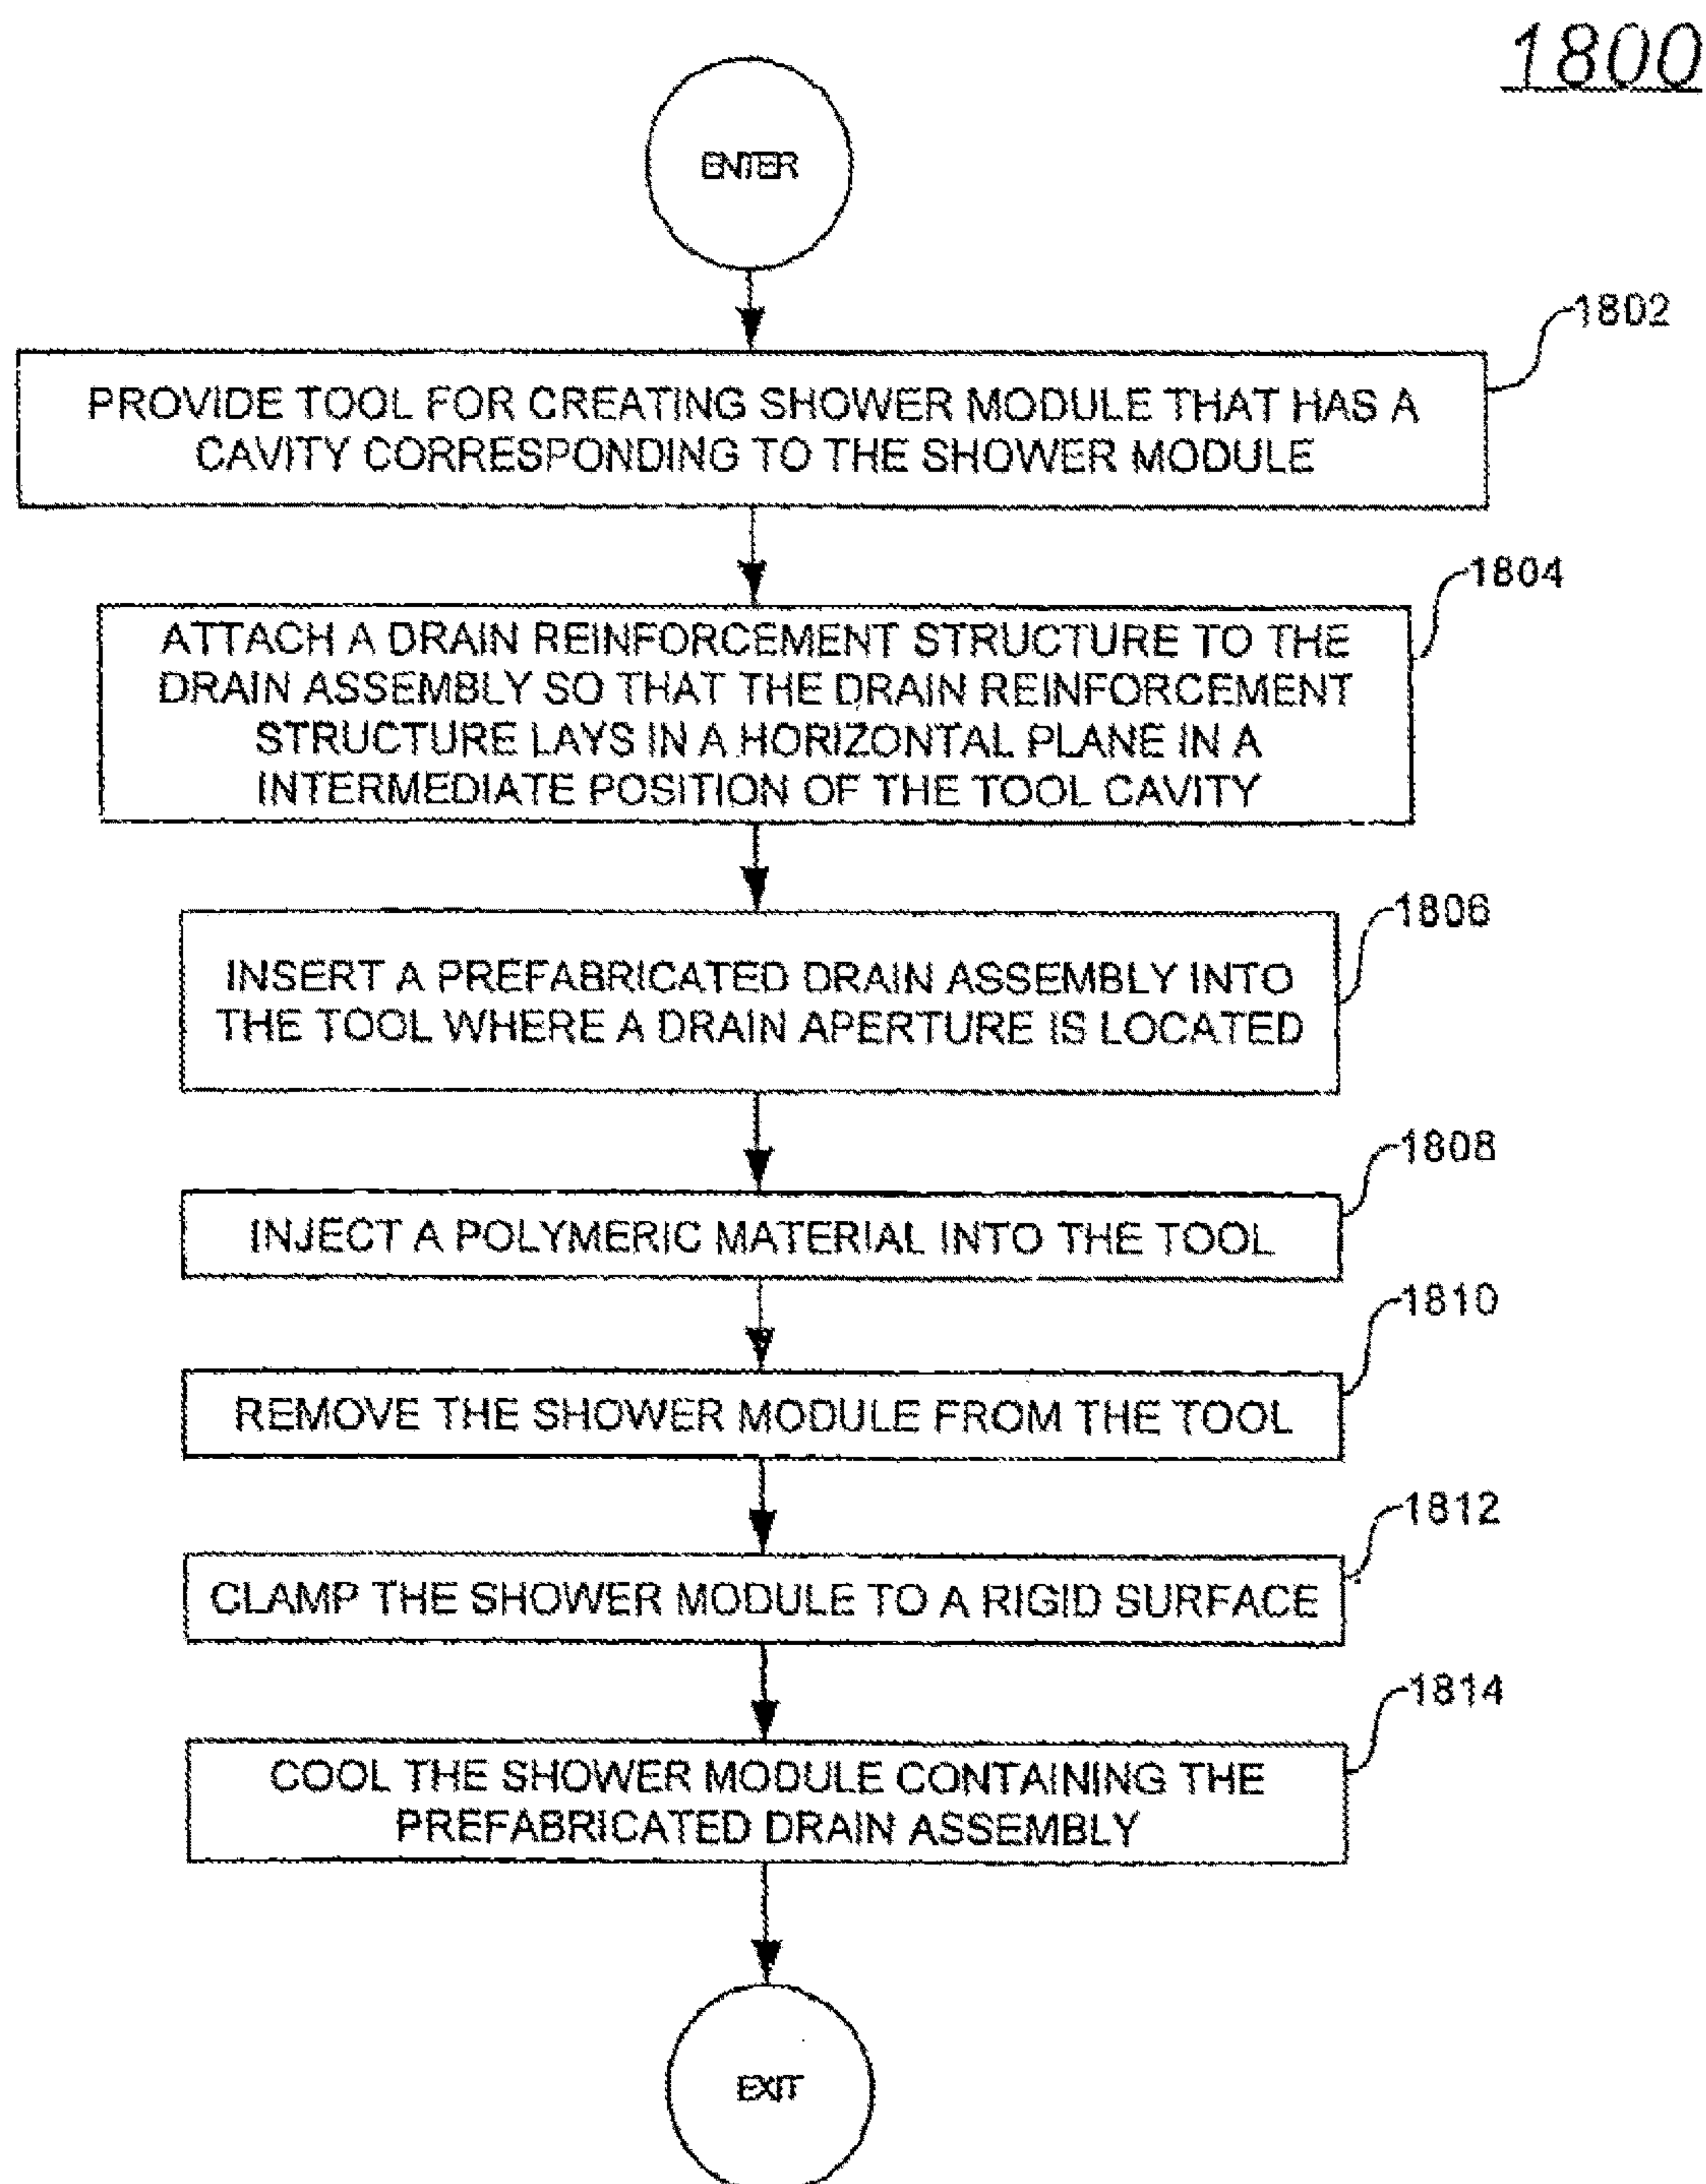 1800
ENTER
1802
PROVIDE TOOL FOR CREATING SHOWER MODULE THAT HAS A
CAVITY CORRESPONDING TO THE SHOWER MODULE
1804
ATTACH A DRAIN REINFORCEMENT STRUCTURE TO THE
DRAIN ASSEMBLY SO THAT THE DRAIN REINFORCEMENT
STRUCTURE LAYS IN A HORIZONTAL PLANE IN A
INTERMEDIATE POSITION OF THE TOOL CAVITY
1806
INSERT A PREFABRICATED DRAIN ASSEMBLY INTO
THE TOOL WHERE A DRAIN APERTURE IS LOCATED
1808
INJECT A POLYMERIC MATERIAL INTO THE TOOL
1810
REMOVE THE SHOWER MODULE FROM THE TOOL
1812
CLAMP THE SHOWER MODULE TO A RIGID SURFACE
1814
COOL THE SHOWER MODULE CONTAINING THE
PREFABRICATED DRAIN ASSEMBLY
EXIT